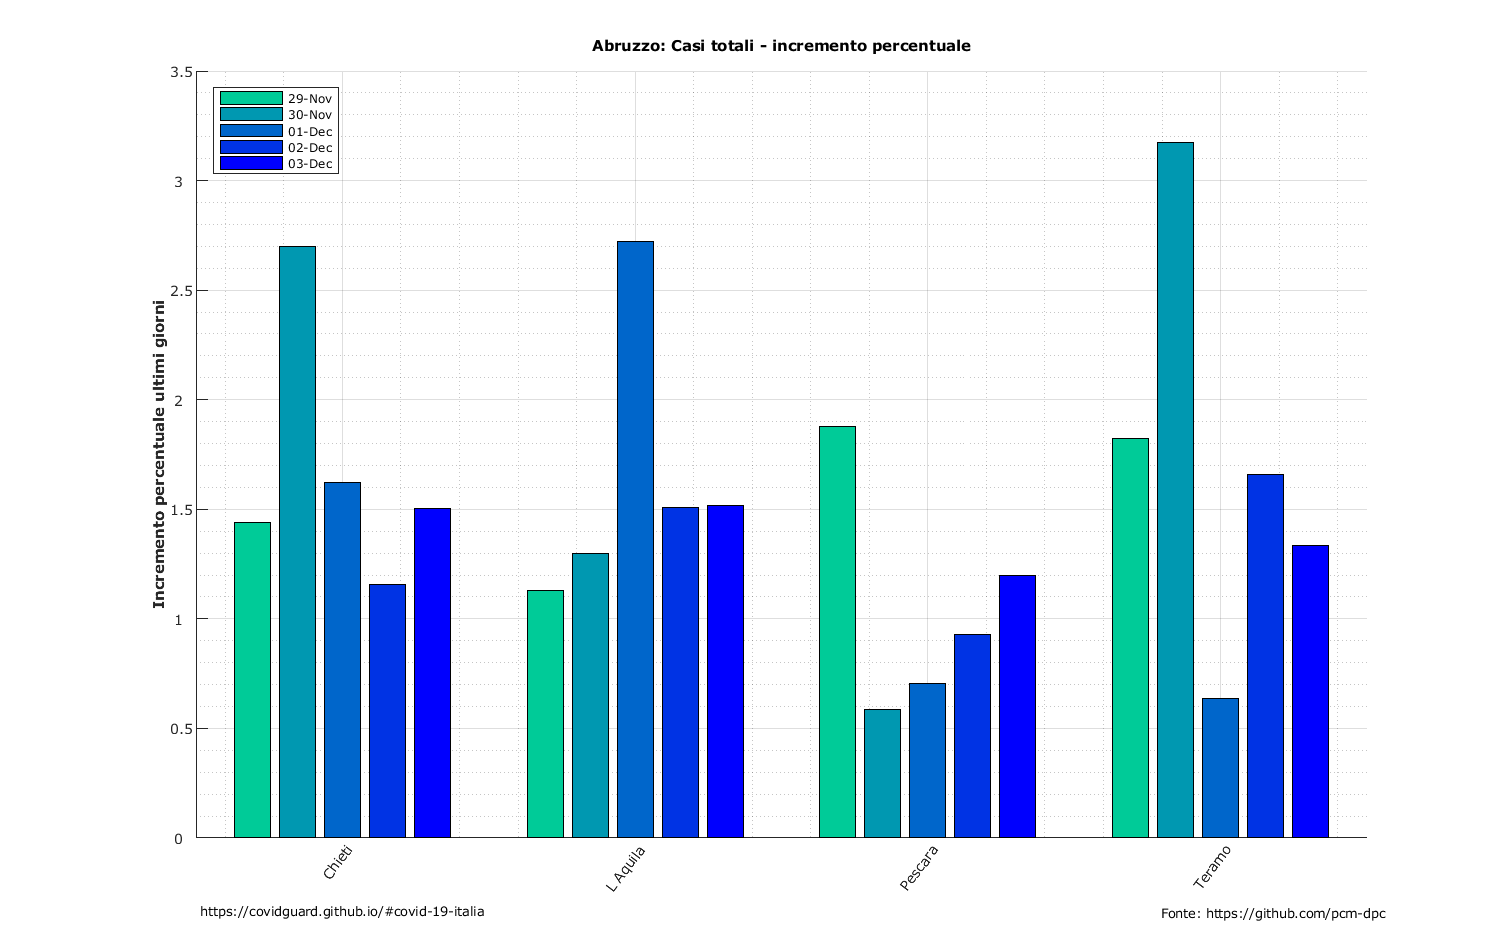 Abruzzo: Casi totali - incremento percentuale
3.5
3
2.5
2
1.5
1
0.5
0
Incremento percentuale ultimi giorni
29-Nov
30-Nov
01-Dec
02-Dec
03-Dec
Chieti
L Aquila
Pescara
Teramo
https://covidguard.github.io/#covid-19-italia
Fonte: https://github.com/pcm-dpc